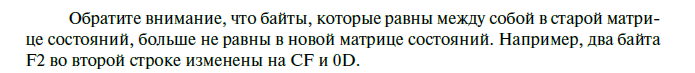 Обратите внимание, что байты, которые равны между собой в старой матри-
це состояний, больше не равны в новой матрице состояний. Например, два байта
F2 во второй строке изменены на CF и 0D.